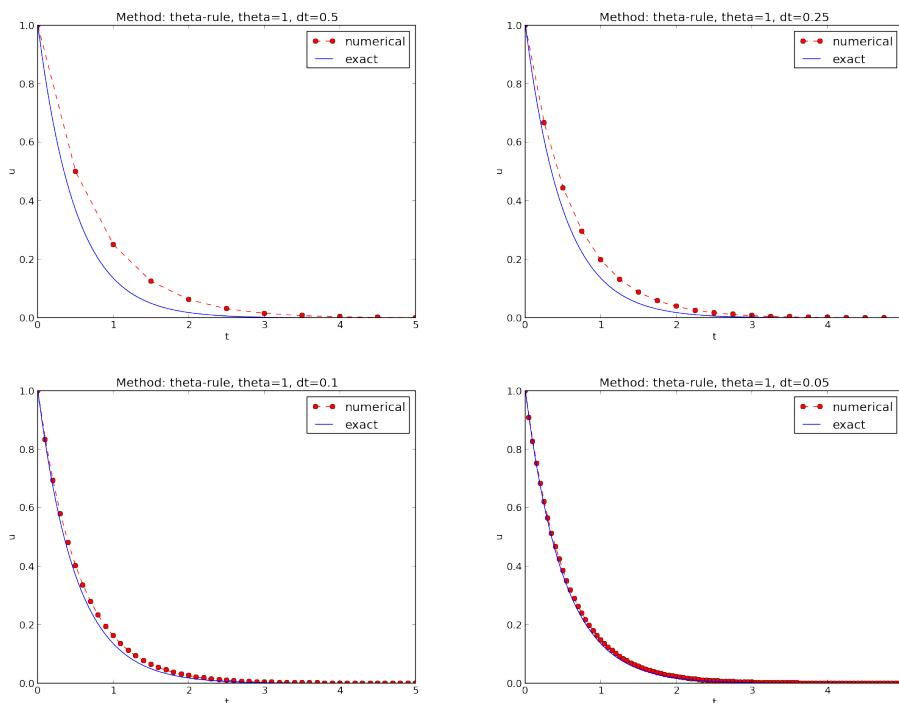 Method: theta-rule, theta=1, dt=0.5
numerical
exact
1.0
0.8
0.6
0.4
0.2
0.0
u
0 1 2 3 4 5
t
Method: theta-rule, theta=1, dt=0.25
numerical
exact
1.0
0.8
0.6
0.4
0.2
0.0
u
0 1 2 3 4
t
Method: theta-rule, theta=1, dt=0.1
numerical
exact
1.0
0.8
0.6
0.4
0.2
0.0
u
0 1 2 3 4 5
t
Method: theta-rule, theta=1, dt=0.05
numerical
exact
1.0
0.8
0.6
0.4
0.2
0.0
u
0 1 2 3 4
t